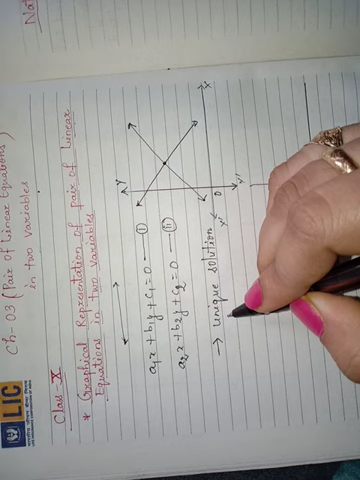 LIC
Ch-03 (Pair of Linear Equations)
in two variables
Class-X
* Graphical Representation of pair of Linear
Equations in two Variables
a₁x + b₁y + c₁ = 0 — (i)
a₂x + b₂y + c₂ = 0 — (ii)
→ unique solution
Y
X
X'
O
Y'